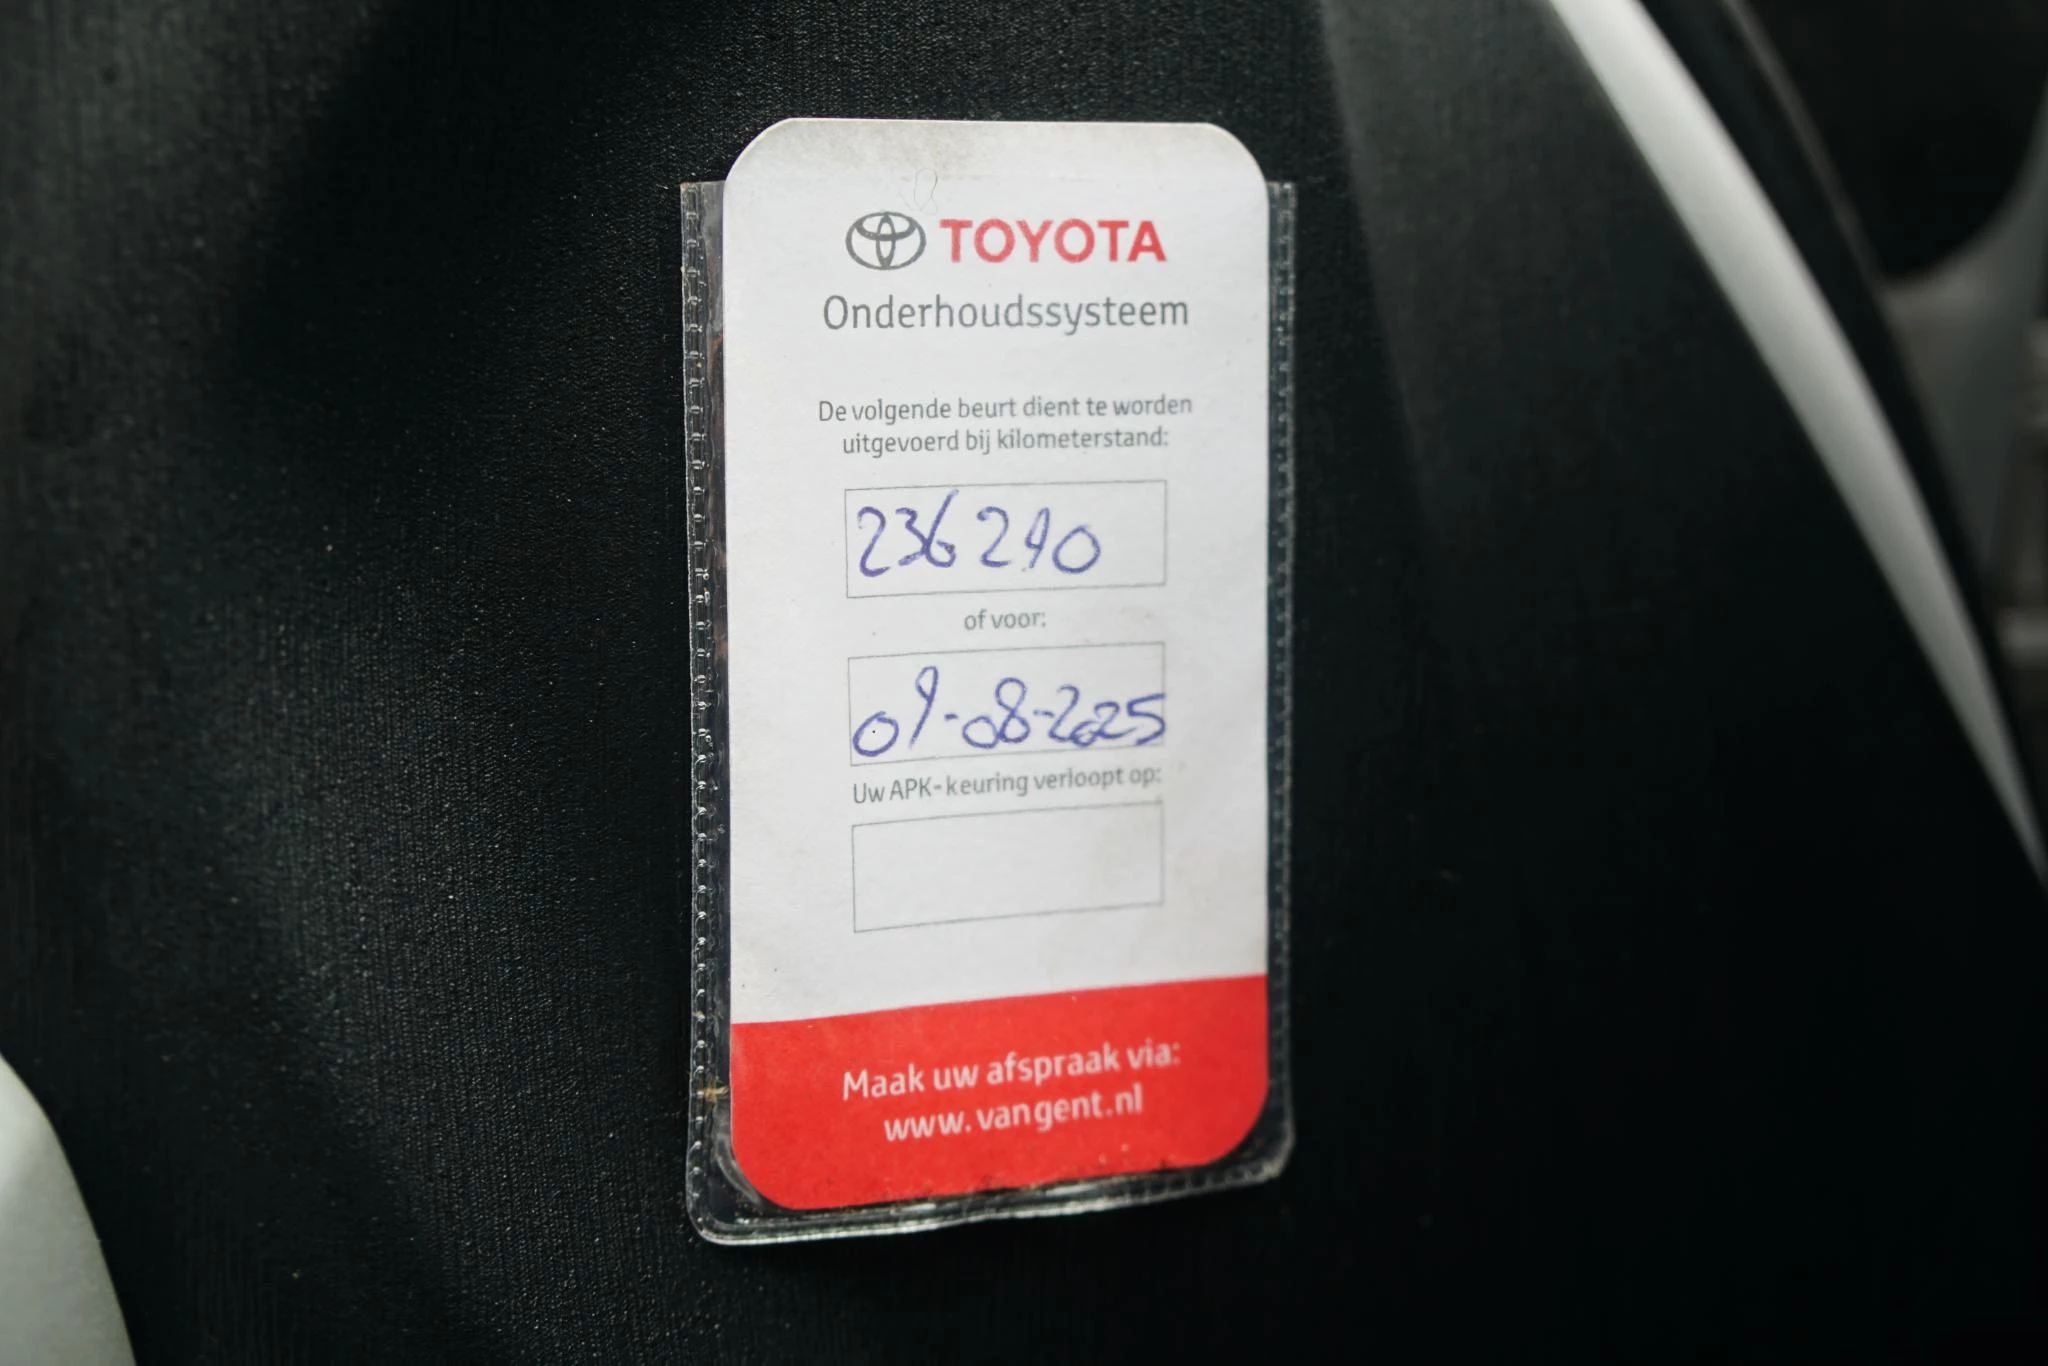 TOYOTA
Onderhoudssysteem
De volgende beurt dient te worden
uitgevoerd bij kilometerstand:
236290
of voor:
09-08-2025
Uw APK-keuring verloopt op:
Maak uw afspraak via:
www.vangent.nl